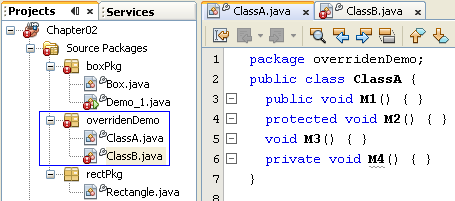 Projects
Services
Chapter02
Source Packages
boxPkg
Box.java
Demo_1.java
overridenDemo
ClassA.java
ClassB.java
rectPkg
Rectangle.java
ClassA.java
ClassB.java
1 package overridenDemo;
2 public class ClassA {
3 public void M1() { }
4 protected void M2() { }
5 void M3() { }
6 private void M4() { }
7 }
8